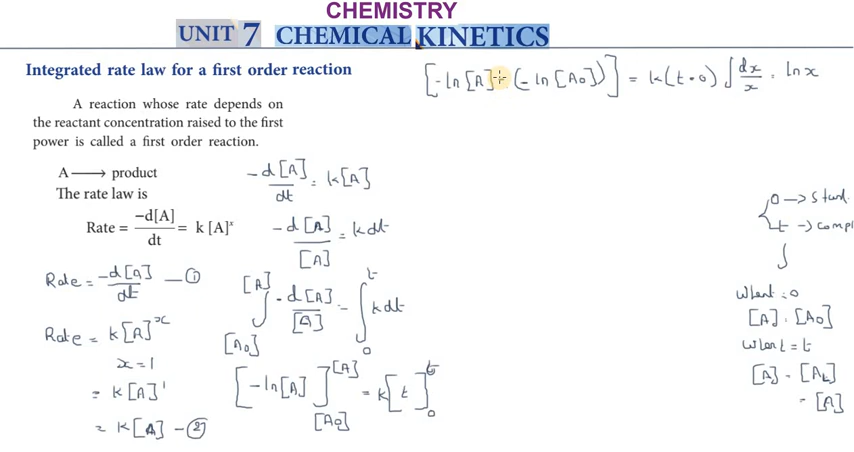 CHEMISTRY
UNIT 7 CHEMICAL KINETICS
Integrated rate law for a first order reaction
A reaction whose rate depends on
the reactant concentration raised to the first
power is called a first order reaction.
A ⟶ product
The rate law is
Rate = -d[A]/dt = k [A]ˣ
Rate = -d[A]/dt — ①
Rate = k[A]ˣ
x = 1
= k[A]¹
= k[A] — ②
-d[A]/dt = k[A]
-d[A]/[A] = k dt
∫_[A₀]^[A] -d[A]/[A] = ∫_0^t k dt
[-ln[A]]_[A₀]^[A] = k[t]_0^t
[-ln[A] - (-ln[A₀])] = k(t-0) ∫dx/x = ln x
0 → Start
t → Compl
∫
When t = 0
[A] = [A₀]
When t = t
[A] = [Aₜ]
= [A]